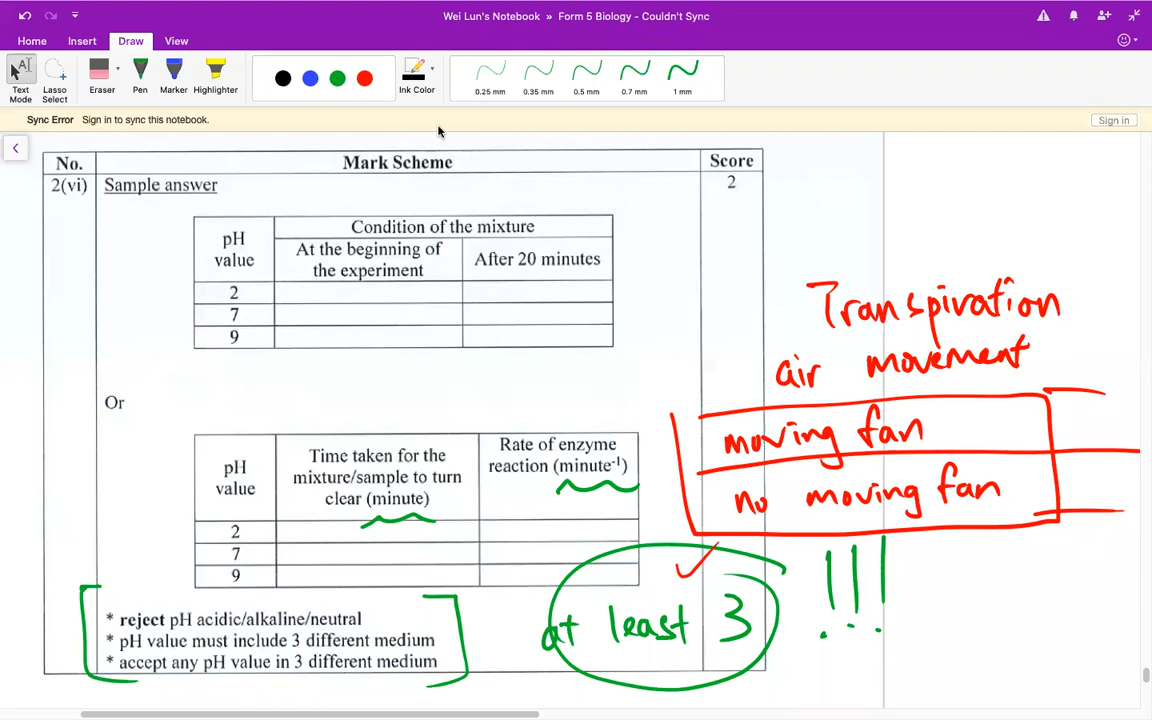 Wei Lun's Notebook » Form 5 Biology - Couldn't Sync
Home Insert Draw View
Text Mode
Lasso Select
Eraser
Pen
Marker
Highlighter
Ink Color
0.25 mm
0.35 mm
0.5 mm
0.7 mm
1 mm
Sync Error Sign in to sync this notebook.
Sign in
No. Mark Scheme Score
2(vi) Sample answer 2
pH value
Condition of the mixture
At the beginning of
the experiment
After 20 minutes
2
7
9
Or
pH value
Time taken for the
mixture/sample to turn
clear (minute)
Rate of enzyme
reaction (minute⁻¹)
2
7
9
* reject pH acidic/alkaline/neutral
* pH value must include 3 different medium
* accept any pH value in 3 different medium
at least 3
!!!
Transpiration
air movement
moving fan
no moving fan